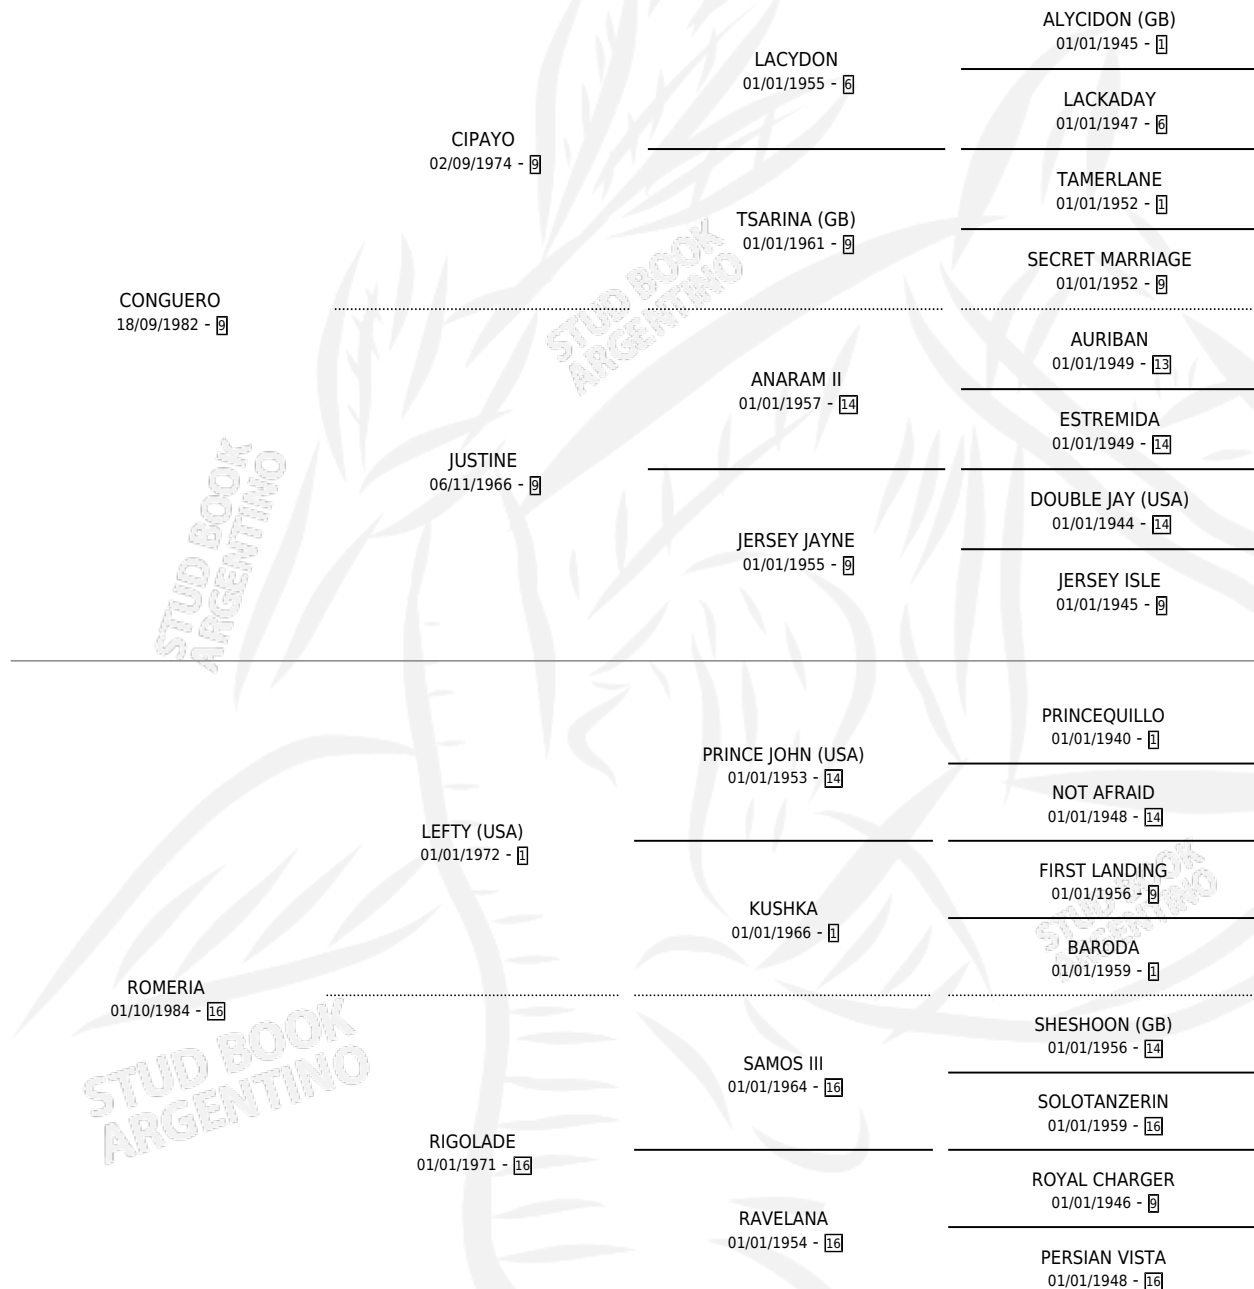 ALYCIDON (GB)
01/01/1945 - 1
LACYDON
01/01/1955 - 6
LACKADAY
01/01/1947 - 6
CIPAYO
02/09/1974 - 9
TAMERLANE
01/01/1952 - 1
TSARINA (GB)
01/01/1961 - 9
SECRET MARRIAGE
01/01/1952 - 9
CONGUERO
18/09/1982 - 9
STUD BOOK
ARGENTINO
AURIBAN
01/01/1949 - 13
ANARAM II
01/01/1957 - 14
ESTREMIDA
01/01/1949 - 14
JUSTINE
06/11/1966 - 9
DOUBLE JAY (USA)
01/01/1944 - 14
JERSEY JAYNE
01/01/1955 - 9
JERSEY ISLE
01/01/1945 - 9
STUD BOOK
ARGENTINO
PRINCEQUILLO
01/01/1940 - 1
PRINCE JOHN (USA)
01/01/1953 - 14
NOT AFRAID
01/01/1948 - 14
LEFTY (USA)
01/01/1972 - 1
FIRST LANDING
01/01/1956 - 9
KUSHKA
01/01/1966 - 1
BARODA
01/01/1959 - 1
STUD BOOK
ARGENTINO
ROMERIA
01/10/1984 - 16
SHESHOON (GB)
01/01/1956 - 14
SAMOS III
01/01/1964 - 16
SOLOTANZERIN
01/01/1959 - 16
STUD BOOK
ARGENTINO
RIGOLADE
01/01/1971 - 16
ROYAL CHARGER
01/01/1946 - 9
RAVELANA
01/01/1954 - 16
PERSIAN VISTA
01/01/1948 - 16